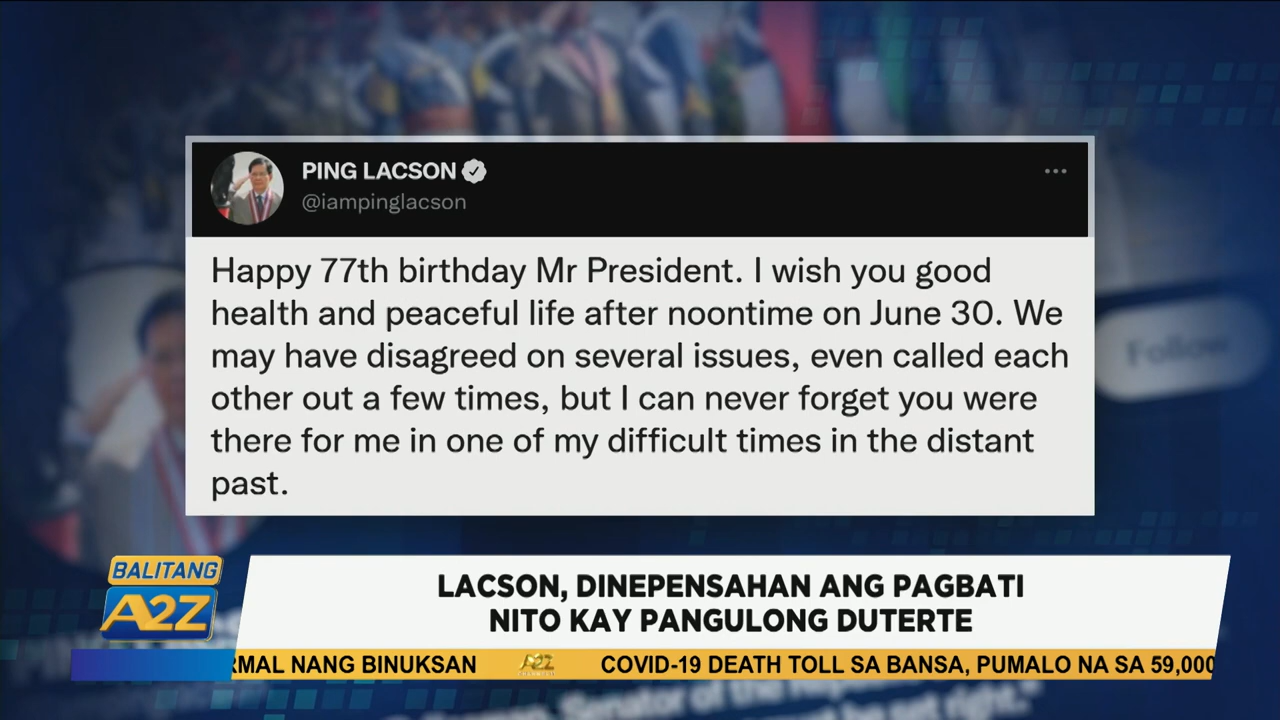 PING LACSON
@iampinglacson
Happy 77th birthday Mr President. I wish you good
health and peaceful life after noontime on June 30. We
may have disagreed on several issues, even called each
other out a few times, but I can never forget you were
there for me in one of my difficult times in the distant
past.
Follow
BALITANG
A2Z
LACSON, DINEPENSAHAN ANG PAGBATI
NITO KAY PANGULONG DUTERTE
RMAL NANG BINUKSAN A2Z COVID-19 DEATH TOLL SA BANSA, PUMALO NA SA 59,000